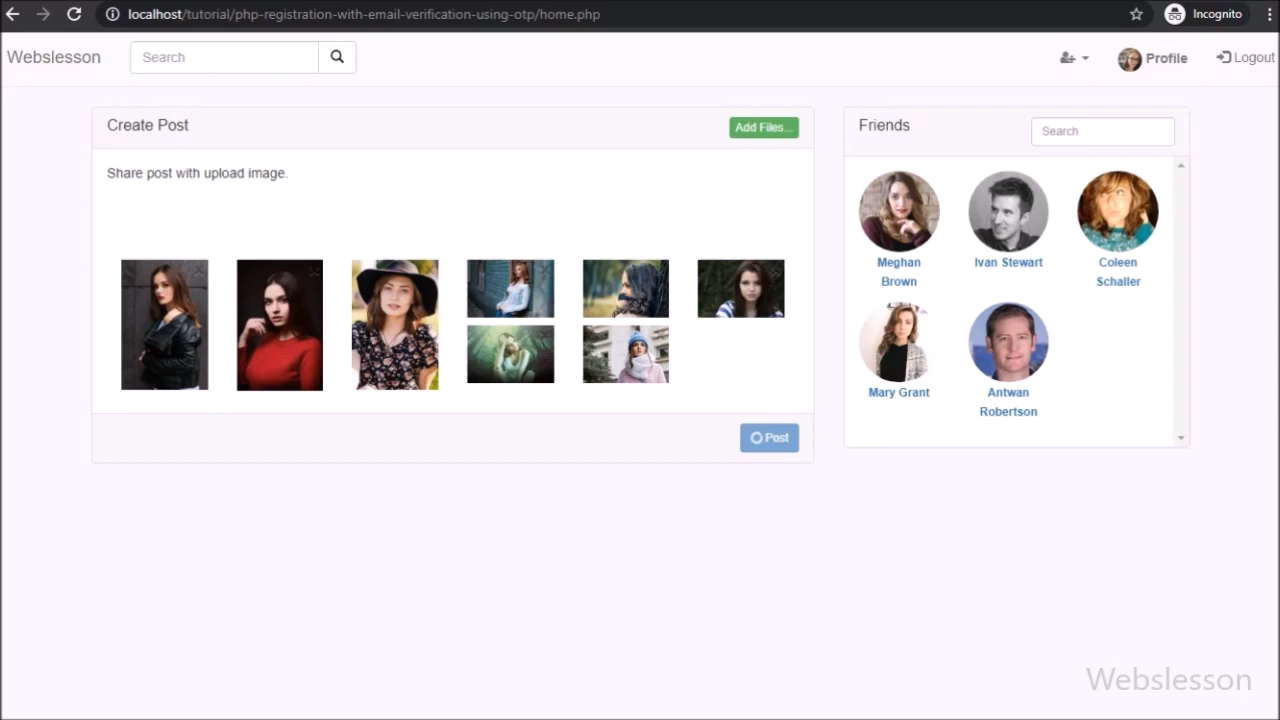 localhost/tutorial/php-registration-with-email-verification-using-otp/home.php
Incognito
Webslesson
Search
Profile
Logout
Create Post
Add Files...
Friends
Search
Share post with upload image.
Meghan
Brown
Ivan Stewart
Coleen
Schaller
Mary Grant
Antwan
Robertson
Post
Webslesson